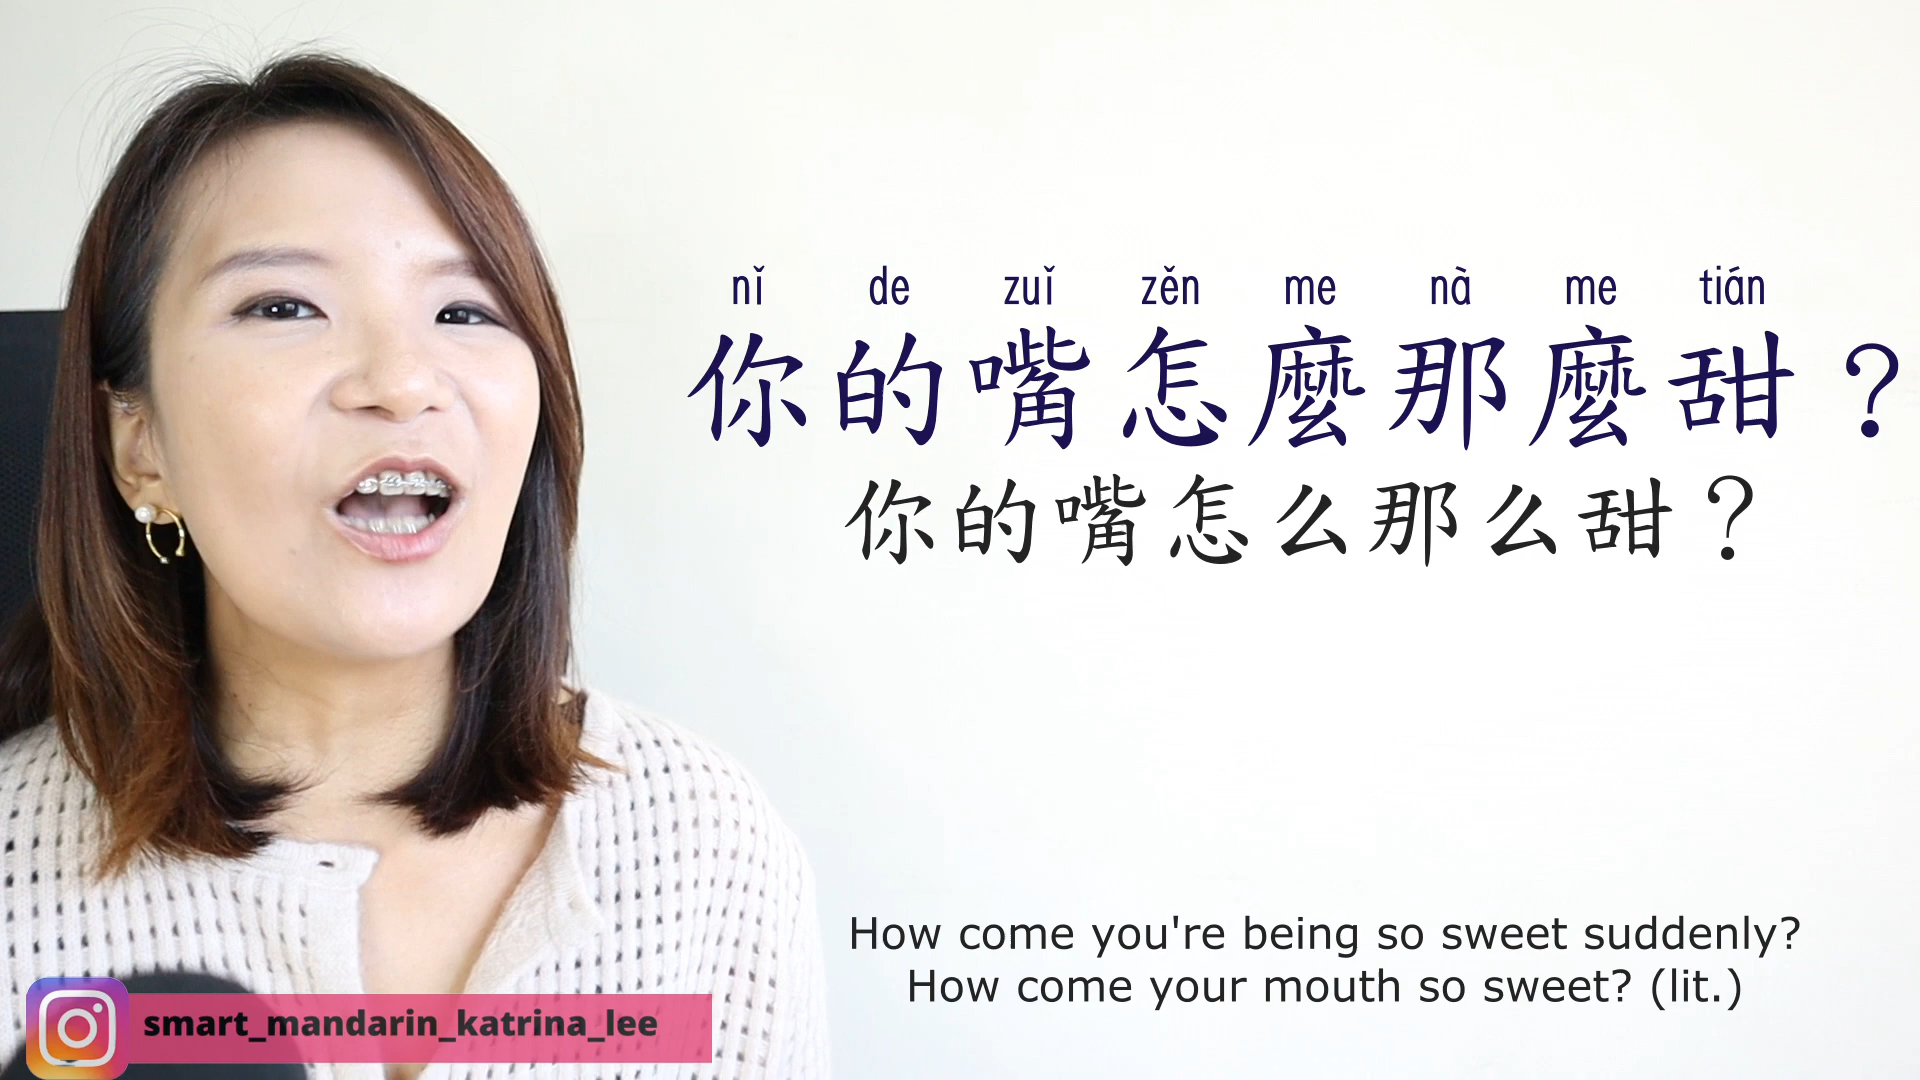 nǐ de zuǐ zěn me nà me tián
你的嘴怎麼那麼甜？
你的嘴怎么那么甜？
How come you're being so sweet suddenly?
How come your mouth so sweet? (lit.)
smart_mandarin_katrina_lee